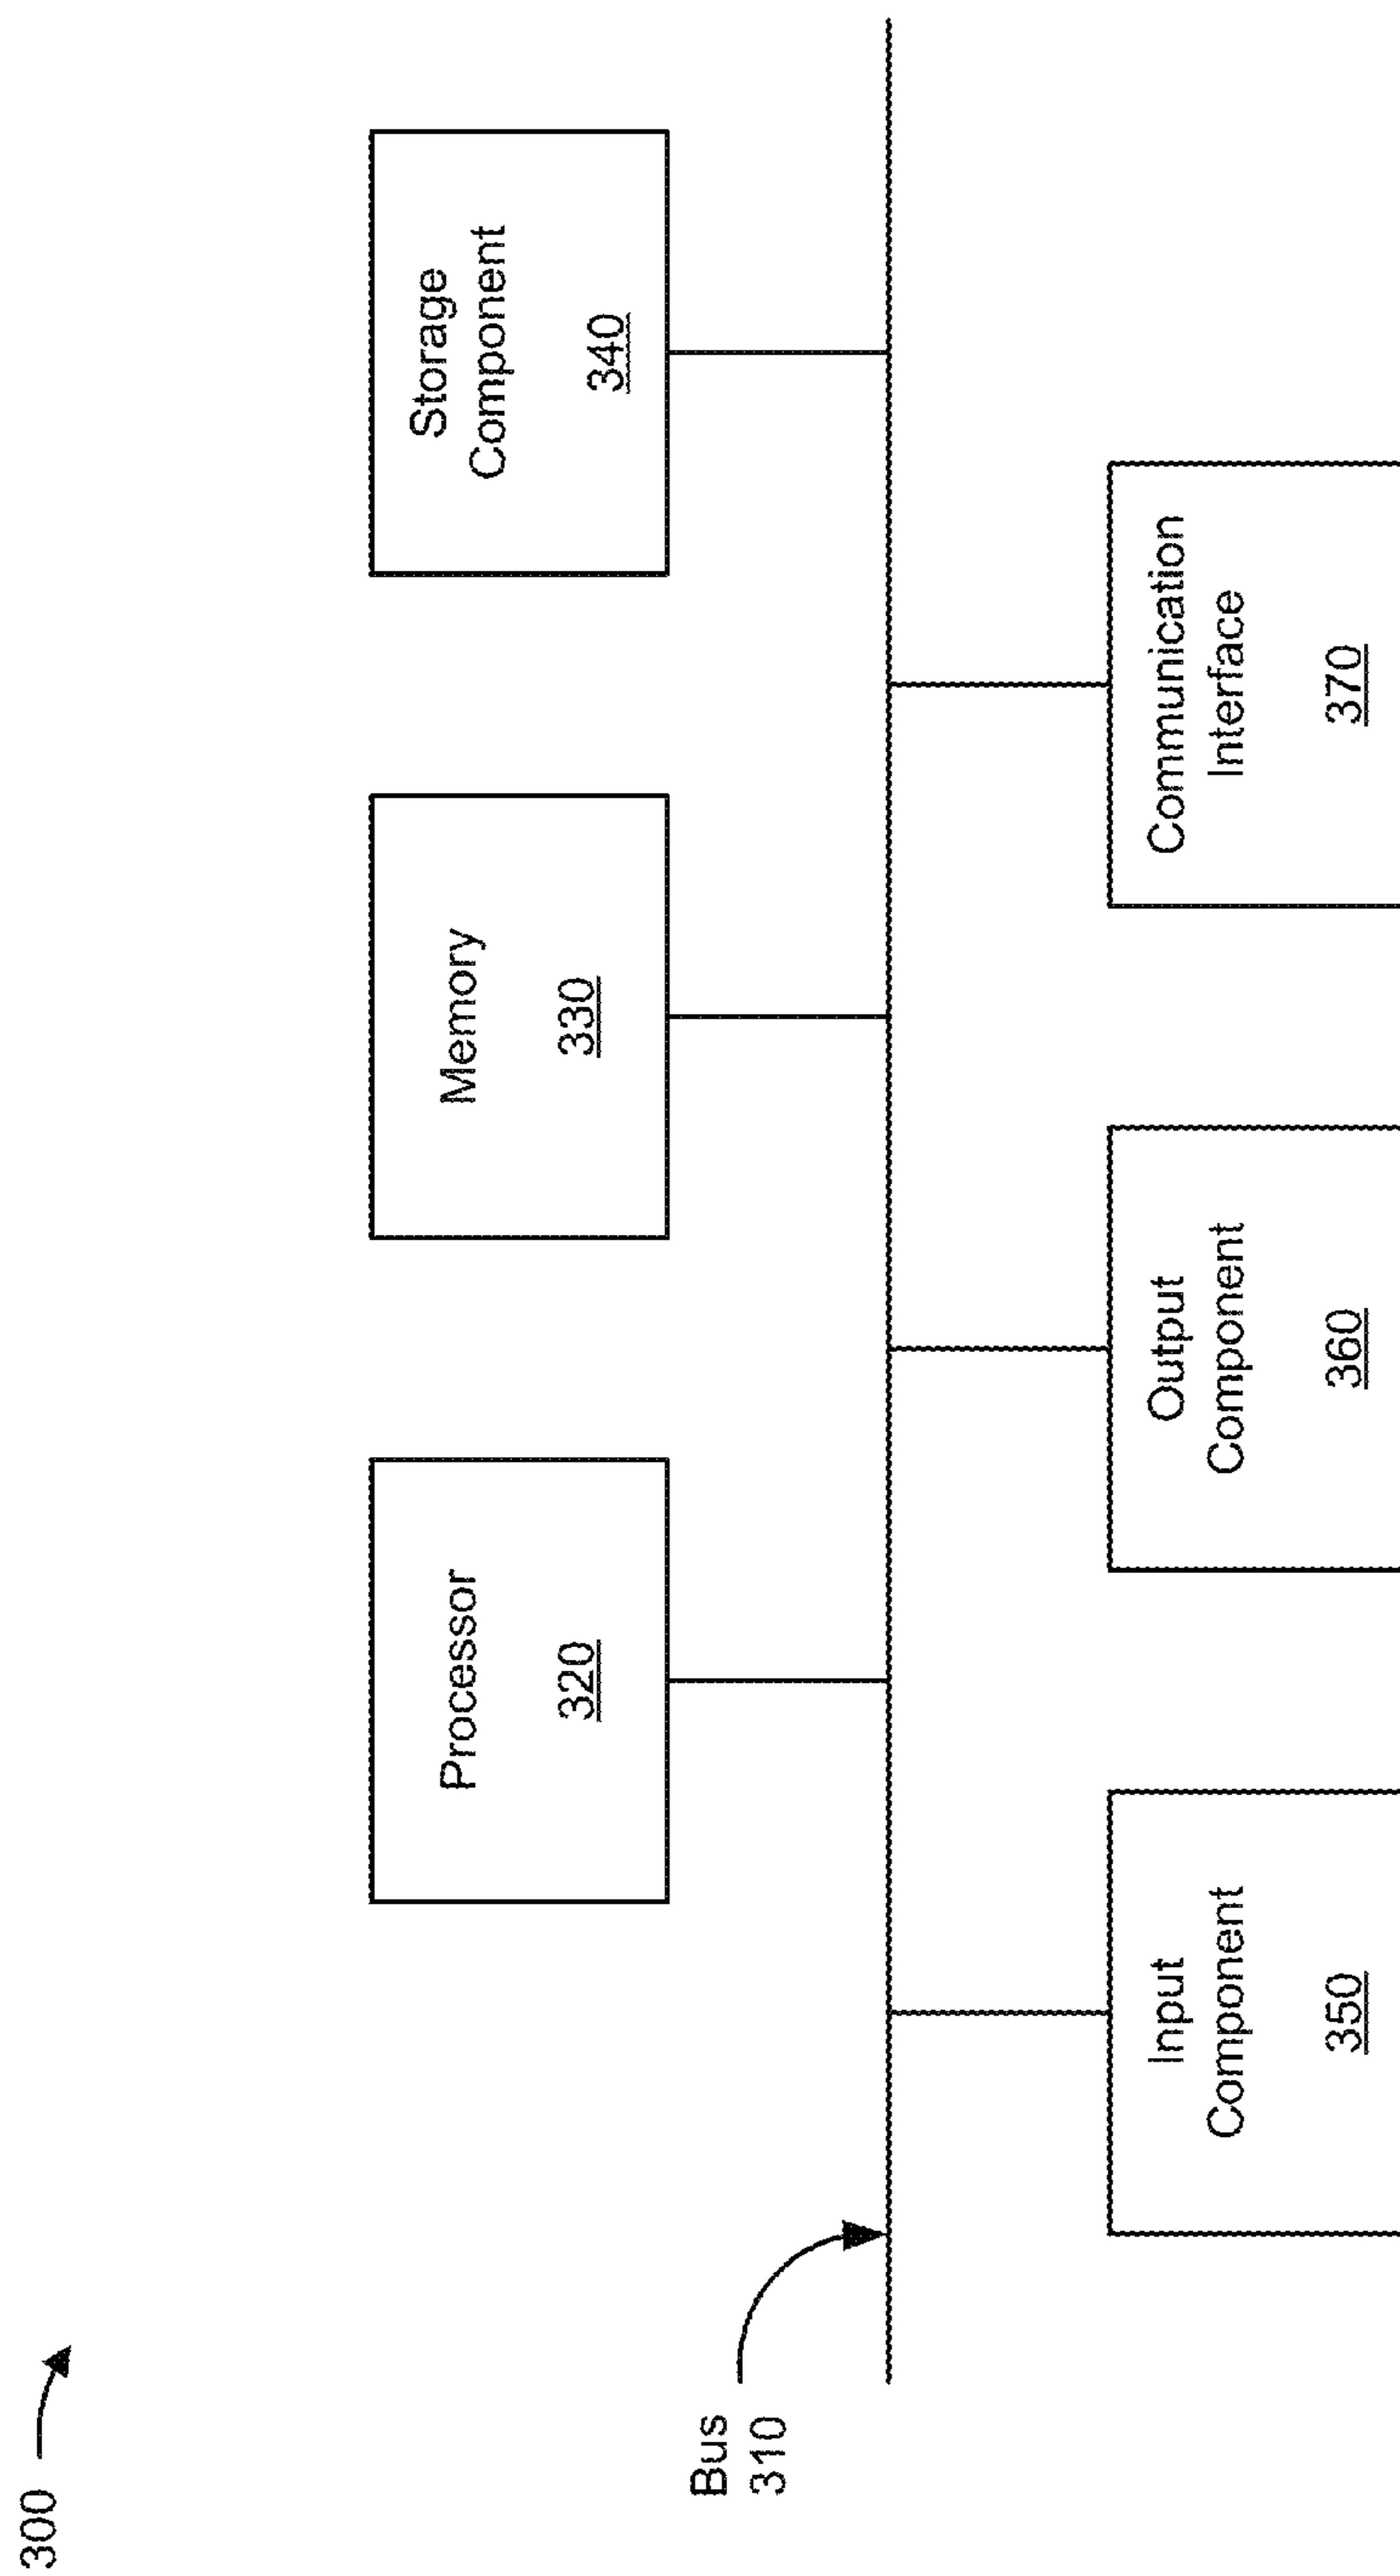 300
Processor
320
Memory
330
Storage
Component
340
Bus
310
Input
Component
350
Output
Component
360
Communication
Interface
370